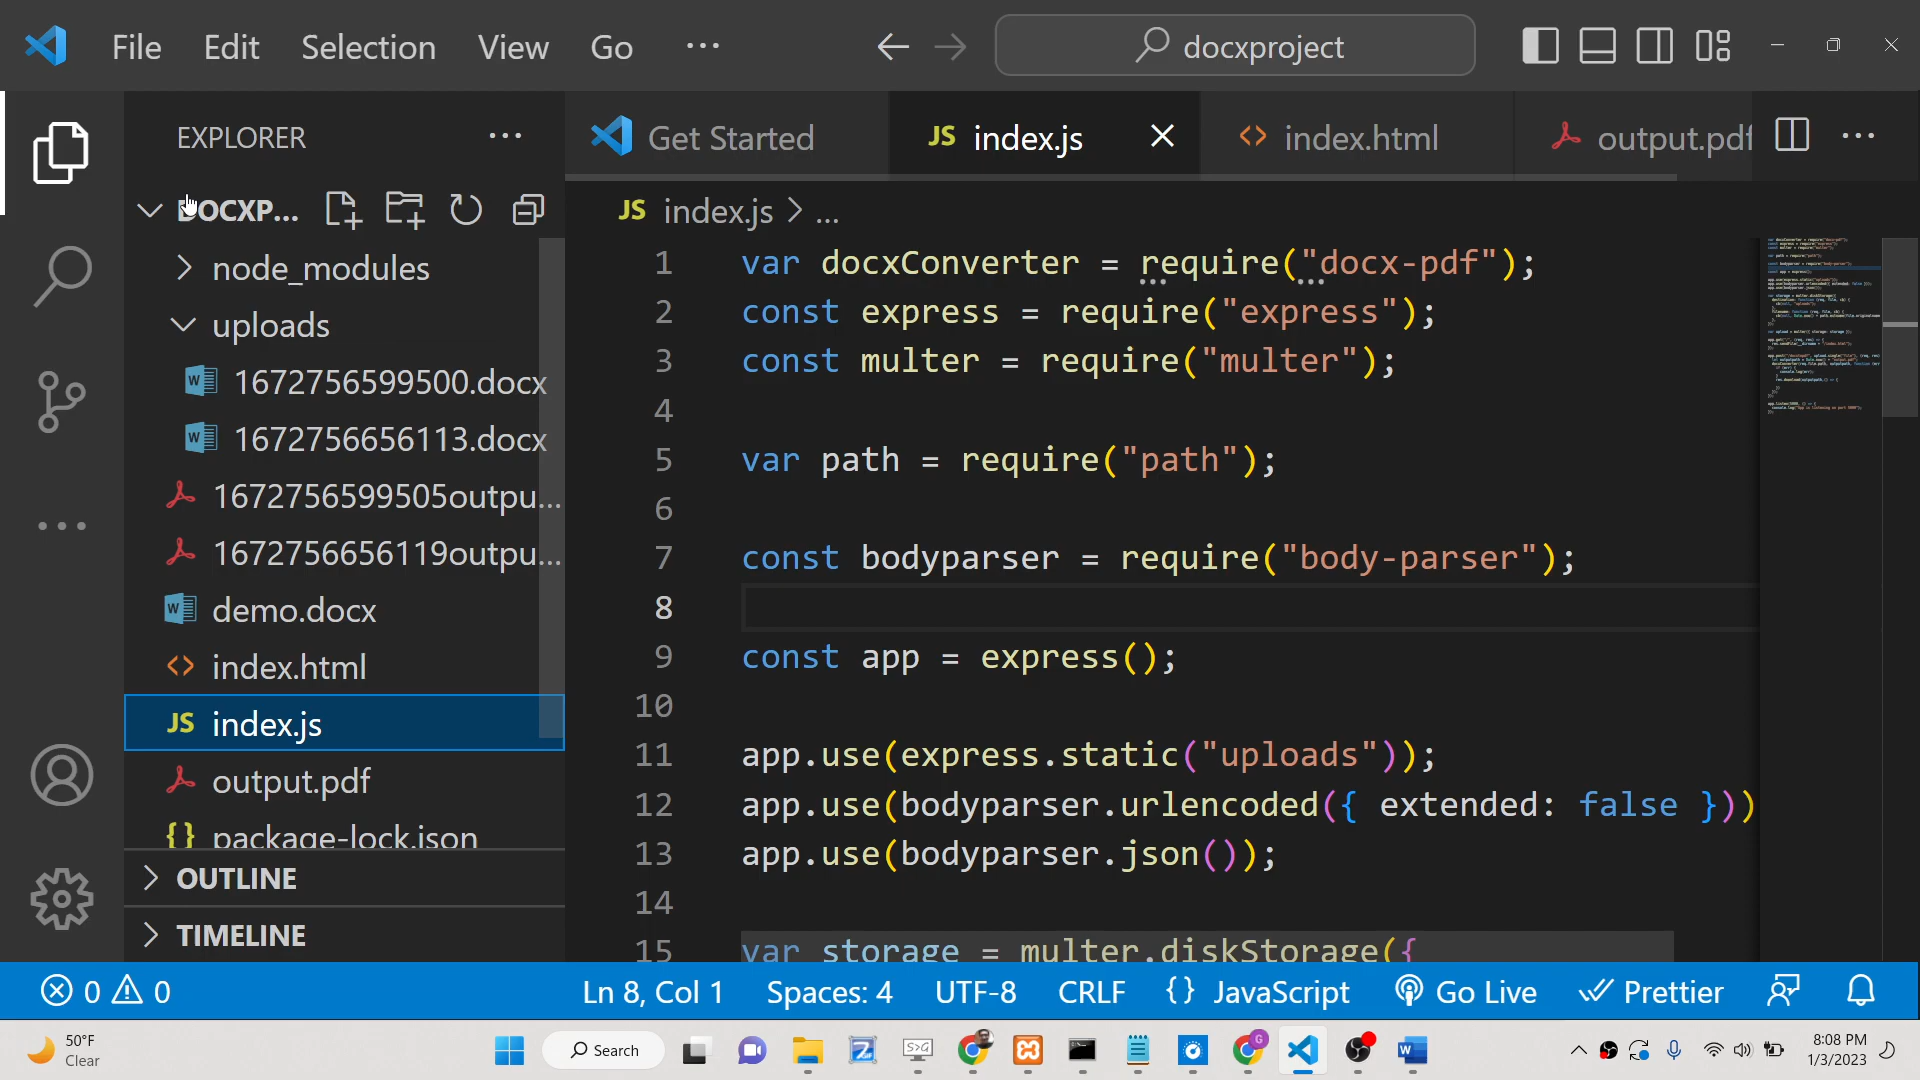 File Edit Selection View Go ... docxproject
EXPLORER ...
DOCXP...
node_modules
uploads
1672756599500.docx
1672756656113.docx
1672756599505outpu...
1672756656119outpu...
demo.docx
index.html
JS index.js
output.pdf
{} package-lock.json
OUTLINE
TIMELINE
Get Started JS index.js index.html output.pdf ...
JS index.js > ...
1 var docxConverter = require("docx-pdf");
2 const express = require("express");
3 const multer = require("multer");
4
5 var path = require("path");
6
7 const bodyparser = require("body-parser");
8
9 const app = express();
10
11 app.use(express.static("uploads"));
12 app.use(bodyparser.urlencoded({ extended: false }))
13 app.use(bodyparser.json());
14
15 var storage = multer.diskStorage({
0 0 Ln 8, Col 1 Spaces: 4 UTF-8 CRLF {} JavaScript Go Live Prettier
50°F
Clear
Search
8:08 PM
1/3/2023